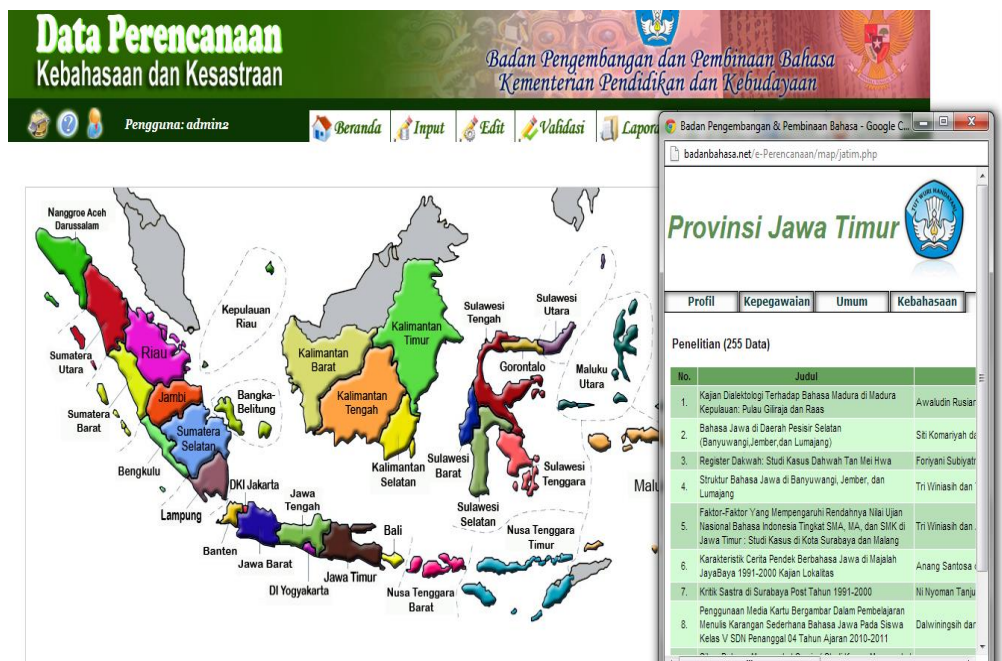 Data Perencanaan
Kebahasaan dan Kesastraan
Badan Pengembangan dan Pembinaan Bahasa
Kementerian Pendidikan dan Kebudayaan
Pengguna: admin2
Beranda
Input
Edit
Validasi
Lapora
Nanggroe Aceh
Darussalam
Sumatera
Utara
Riau
Kepulauan
Riau
Jambi
Sumatera
Barat
Sumatera
Selatan
Bangka-
Belitung
Bengkulu
Lampung
DKI Jakarta
Banten
Jawa Barat
Jawa
Tengah
DI Yogyakarta
Jawa Timur
Bali
Nusa Tenggara
Barat
Nusa Tenggara
Timur
Kalimantan
Barat
Kalimantan
Tengah
Kalimantan
Timur
Kalimantan
Selatan
Sulawesi
Tengah
Sulawesi
Utara
Gorontalo
Sulawesi
Barat
Sulawesi
Selatan
Sulawesi
Tenggara
Maluku
Utara
Malu
Badan Pengembangan & Pembinaan Bahasa - Google C...
badanbahasa.net/e-Perencanaan/map/jatim.php
Provinsi Jawa Timur
TUT WURI HANDAYANI
Profil Kepegawaian Umum Kebahasaan
Penelitian (255 Data)
No. Judul
1. Kajian Dialektologi Terhadap Bahasa Madura di Madura
Kepulauan: Pulau Giliraja dan Raas
Awaludin Rusian
2. Bahasa Jawa di Daerah Pesisir Selatan
(Banyuwangi,Jember,dan Lumajang)
Siti Komariyah da
3. Register Dakwah: Studi Kasus Dahwah Tan Mei Hwa Foriyani Subiyatr
4. Struktur Bahasa Jawa di Banyuwangi, Jember, dan
Lumajang
Tri Winiasih dan
5. Faktor-Faktor Yang Mempengaruhi Rendahnya Nilai Ujian
Nasional Bahasa Indonesia Tingkat SMA, MA, dan SMK di
Jawa Timur : Studi Kasus di Kota Surabaya dan Malang
Tri Winiasih dan
6. Karakteristik Cerita Pendek Berbahasa Jawa di Majalah
JayaBaya 1991-2000 Kajian Lokalitas
Anang Santosa
7. Kritik Sastra di Surabaya Post Tahun 1991-2000 Ni Nyoman Tanju
8. Penggunaan Media Kartu Bergambar Dalam Pembelajaran
Menulis Karangan Sederhana Bahasa Jawa Pada Siswa
Kelas V SDN Penanggal 04 Tahun Ajaran 2010-2011
Dalwiningsih dan